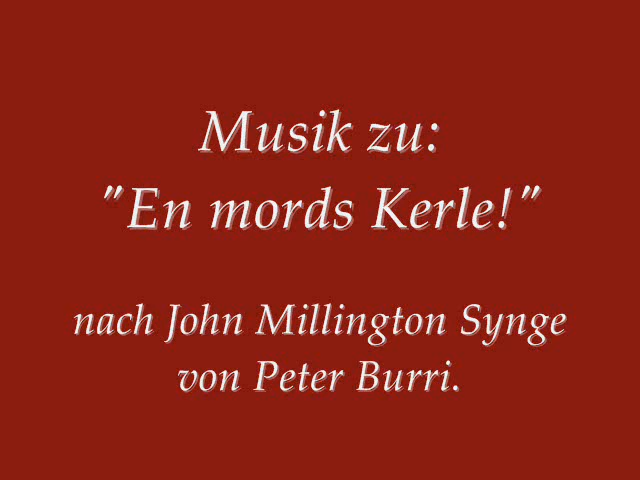 Musik zu:
"En mords Kerle!"
nach John Millington Synge
von Peter Burri.